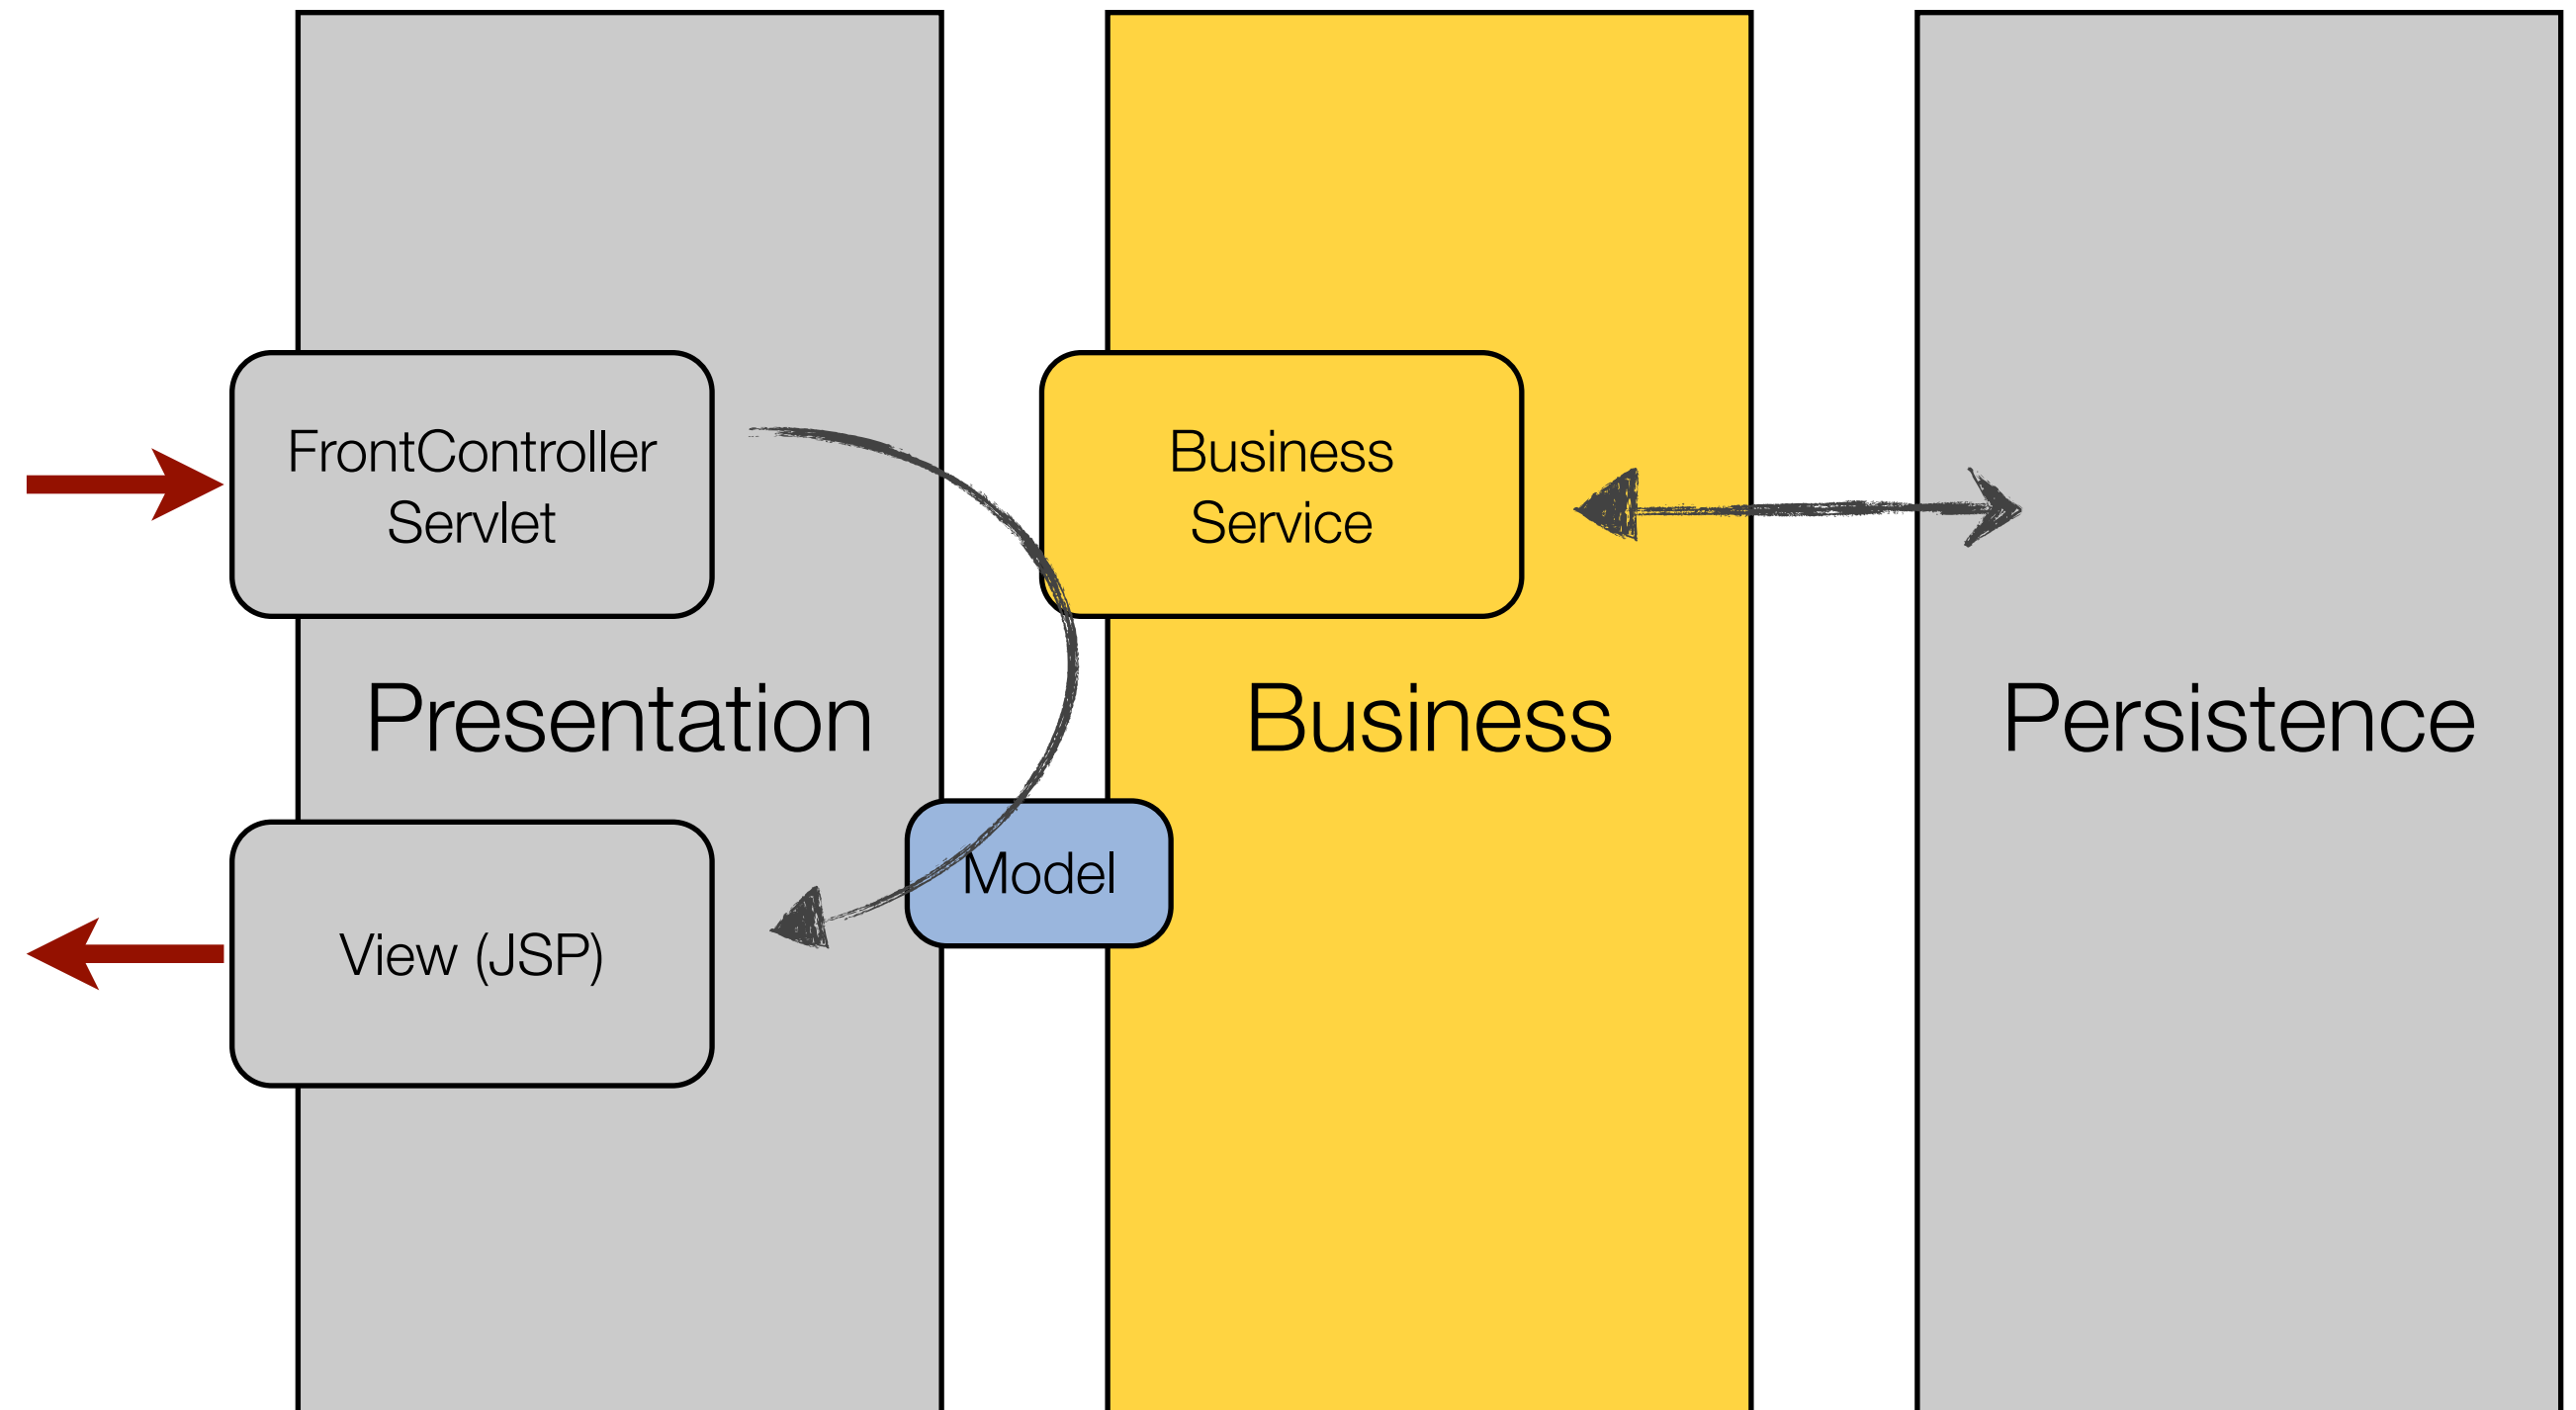 FrontController
Servlet
Business
Service
Presentation
Business
Persistence
Model
View (JSP)